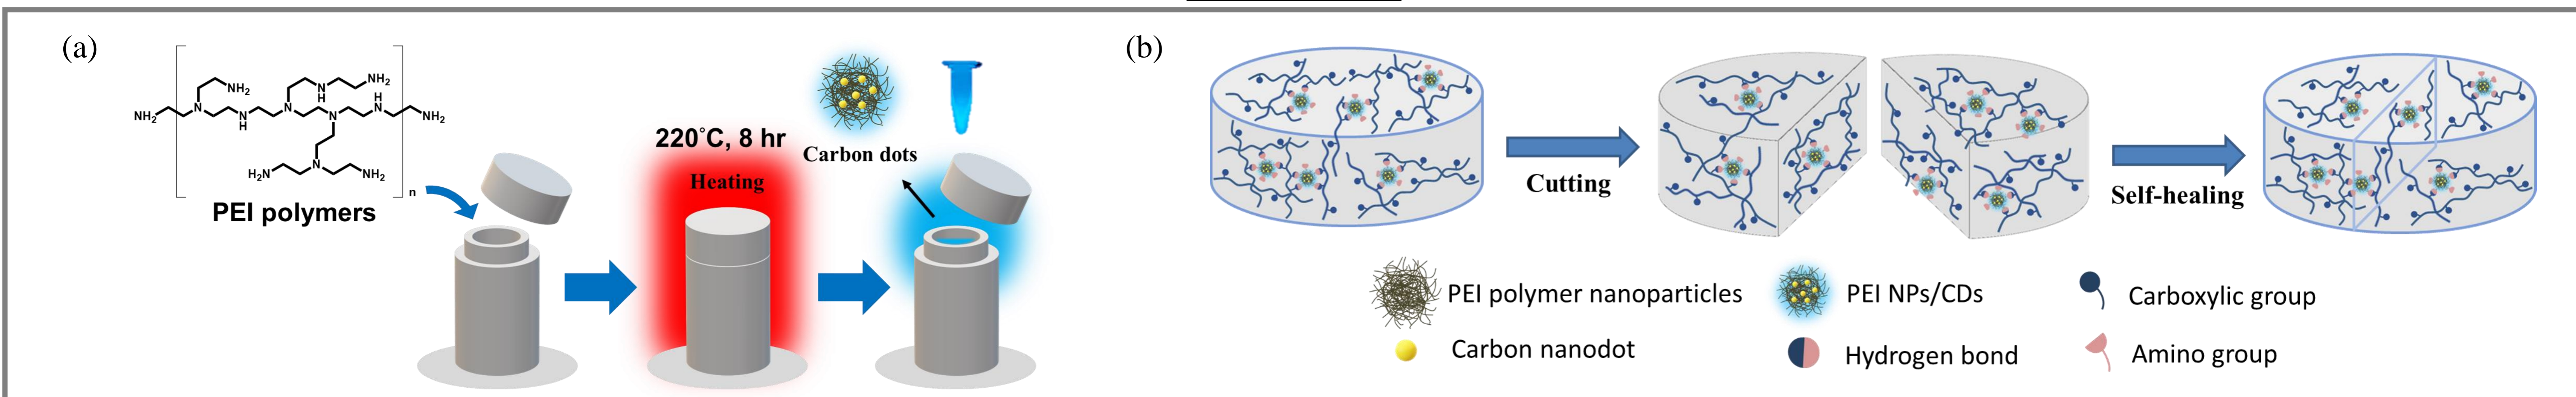 (a)
NH₂
NH₂
NH₂
N
N
H
N
H
N
N
N
H
NH₂
N
H₂N
NH₂
n
PEI polymers
220°C, 8 hr
Heating
Carbon dots
(b)
Cutting
Self-healing
PEI polymer nanoparticles
PEI NPs/CDs
Carboxylic group
Carbon nanodot
Hydrogen bond
Amino group